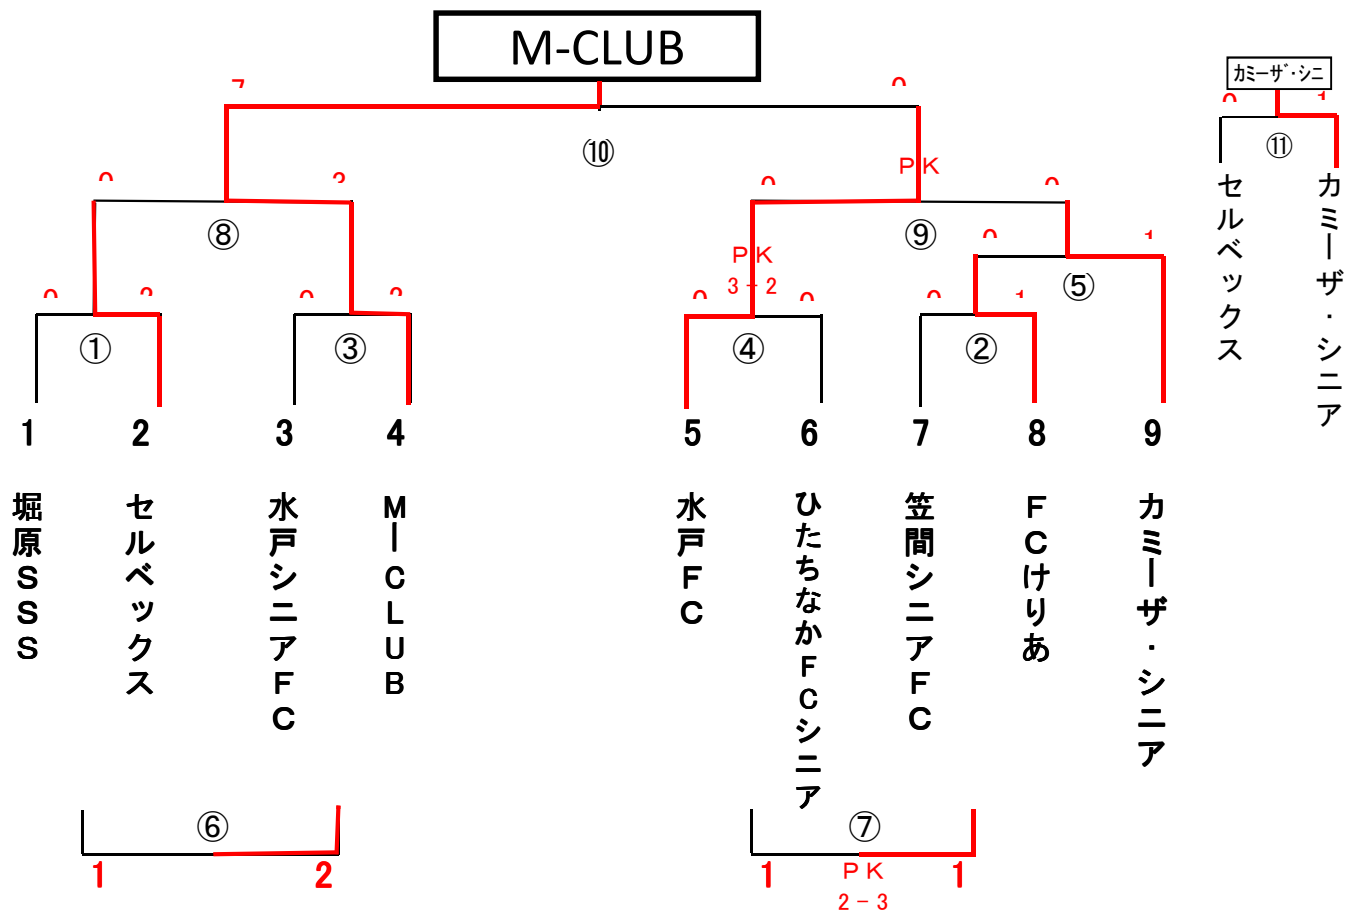 M-CLUB
カミーザ・シニ
⑩
⑪
PK
⑧
⑨
⑤
PK
3-2
①
③
④
②
セルベックス
カミーザ・シニア
1
2
3
4
5
6
7
8
9
堀原SSS
セルベックス
水戸シニアFC
M-CLUB
水戸FC
ひたちなかFCシニア
笠間シニアFC
FCけりあ
カミーザ・シニア
⑥
1
2
⑦
1
PK
2-3
1